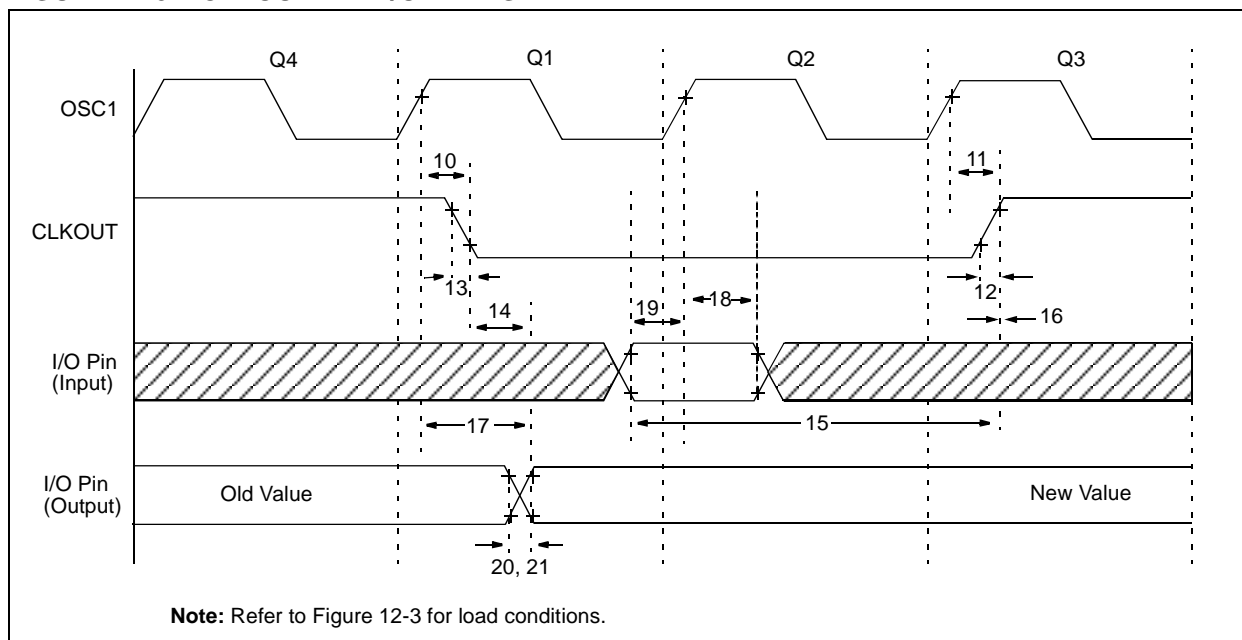 Q4 Q1 Q2 Q3
OSC1
10 11
CLKOUT
13 12
14 19 18 16
I/O Pin
(Input)
17 15
I/O Pin
(Output)
Old Value New Value
20, 21
Note: Refer to Figure 12-3 for load conditions.